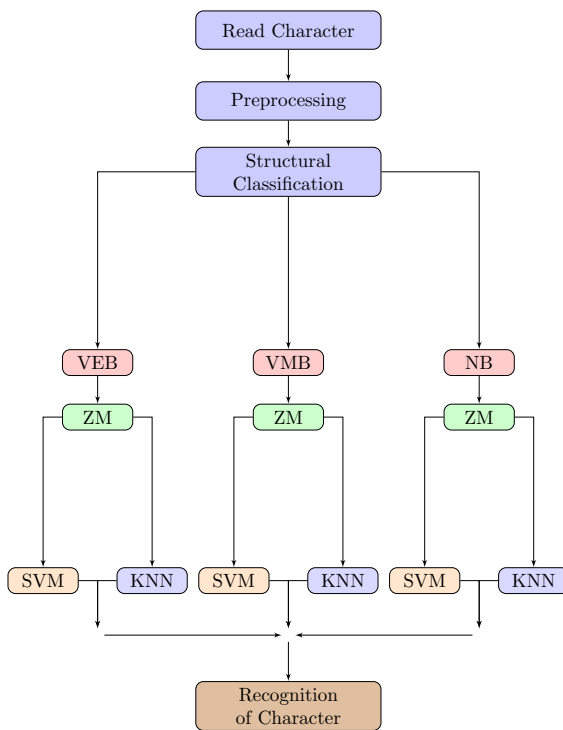 Read Character
Preprocessing
Structural
Classification
VEB
VMB
NB
ZM
ZM
ZM
SVM
KNN
SVM
KNN
SVM
KNN
Recognition
of Character